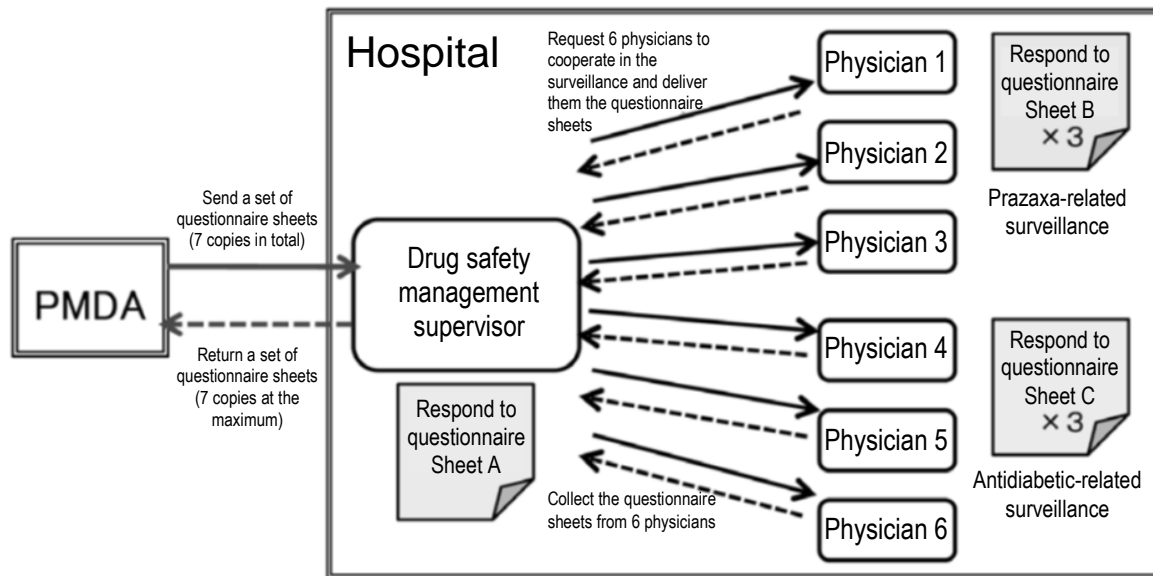 Hospital
Request 6 physicians to
cooperate in the
surveillance and deliver
them the questionnaire
sheets
Physician 1
Physician 2
Physician 3
Physician 4
Physician 5
Physician 6
Respond to
questionnaire
Sheet B
×3
Prazaxa-related
surveillance
Respond to
questionnaire
Sheet C
×3
Antidiabetic-related
surveillance
Send a set of
questionnaire sheets
(7 copies in total)
PMDA
Return a set of
questionnaire sheets
(7 copies at the
maximum)
Drug safety
management
supervisor
Respond to
questionnaire
Sheet A
Collect the questionnaire
sheets from 6 physicians